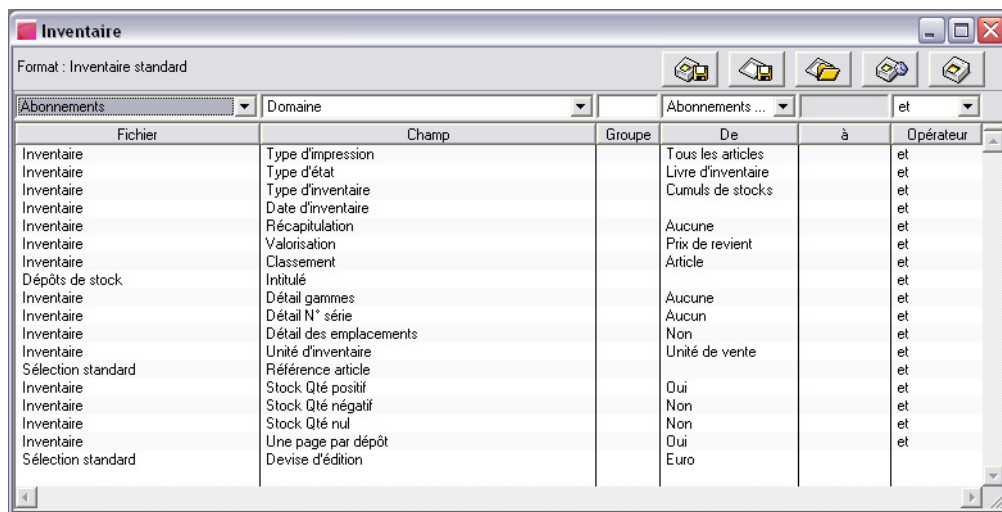 Inventaire
Format : Inventaire standard
Abonnements Domaine Abonnements ... et
Fichier Champ Groupe De à Opérateur
Inventaire Type d'impression Tous les articles et
Inventaire Type d'état Livre d'inventaire et
Inventaire Type d'inventaire Cumuls de stocks et
Inventaire Date d'inventaire et
Inventaire Récapitulation Aucune et
Inventaire Valorisation Prix de revient et
Inventaire Classement Article et
Dépôts de stock Intitulé et
Inventaire Détail gammes Aucune et
Inventaire Détail N° série Aucun et
Inventaire Détail des emplacements Non et
Inventaire Unité d'inventaire Unité de vente et
Sélection standard Référence article et
Inventaire Stock Qté positif Oui et
Inventaire Stock Qté négatif Non et
Inventaire Stock Qté nul Non et
Inventaire Une page par dépôt Oui et
Sélection standard Devise d'édition Euro